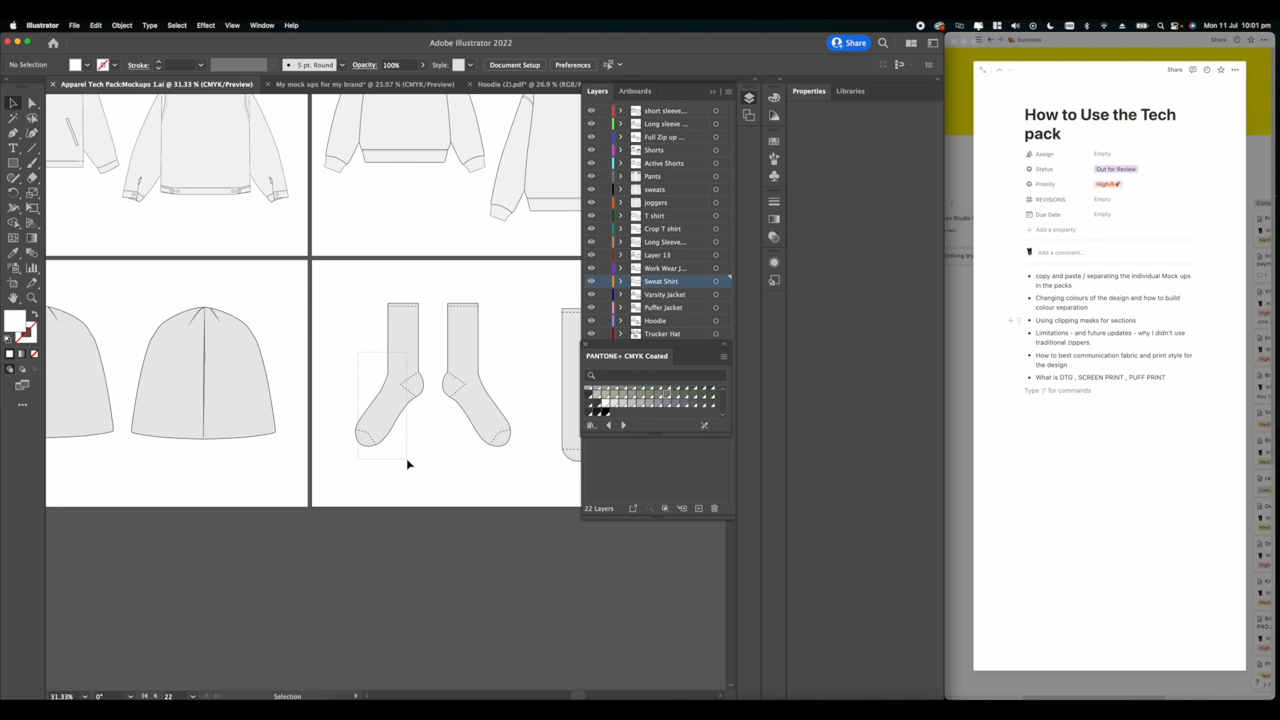 Illustrator File Edit Object Type Select Effect View Window Help
Mon 11 Jul 10:01 pm
Adobe Illustrator 2022
Share
No Selection
Stroke:
5 pt. Round
Opacity: 100%
Style:
Document Setup
Preferences
Apparel Tech Pack:Mockups 1.ai @ 31.33 % (CMYK/Preview)
My mock ups for my brand* @ 25.97 % (CMYK/Preview)
Hoodie (2).pdf* @ 26.9 % (RGB/F
Layers Artboards
short sleeve...
Long sleeve ...
Full Zip up ...
Shorts
Active Shorts
Pants
sweats
joggers
T shirt
Crop T shirt
Long Sleeve...
Layer 13
Work Wear J...
Sweat Shirt
Varsity Jacket
Puffer Jacket
Hoodie
Trucker Hat
PANTONE+ CMYK Coated
22 Layers
Properties Libraries
31.33% 0° 22 Selection
business
Share
Share
How to Use the Tech
pack
Assign Empty
Status Out for Review
Priority High
REVISIONS Empty
Due Date Empty
+ Add a property
Add a comment...
• copy and paste / separating the individual Mock ups
in the packs
• Changing colours of the design and how to build
colour separation
• Using clipping masks for sections
• Limitations - and future updates - why I didn't use
traditional zippers.
• How to best communication fabric and print style for
the design
• What is DTG , SCREEN PRINT , PUFF PRINT
Type '/' for commands